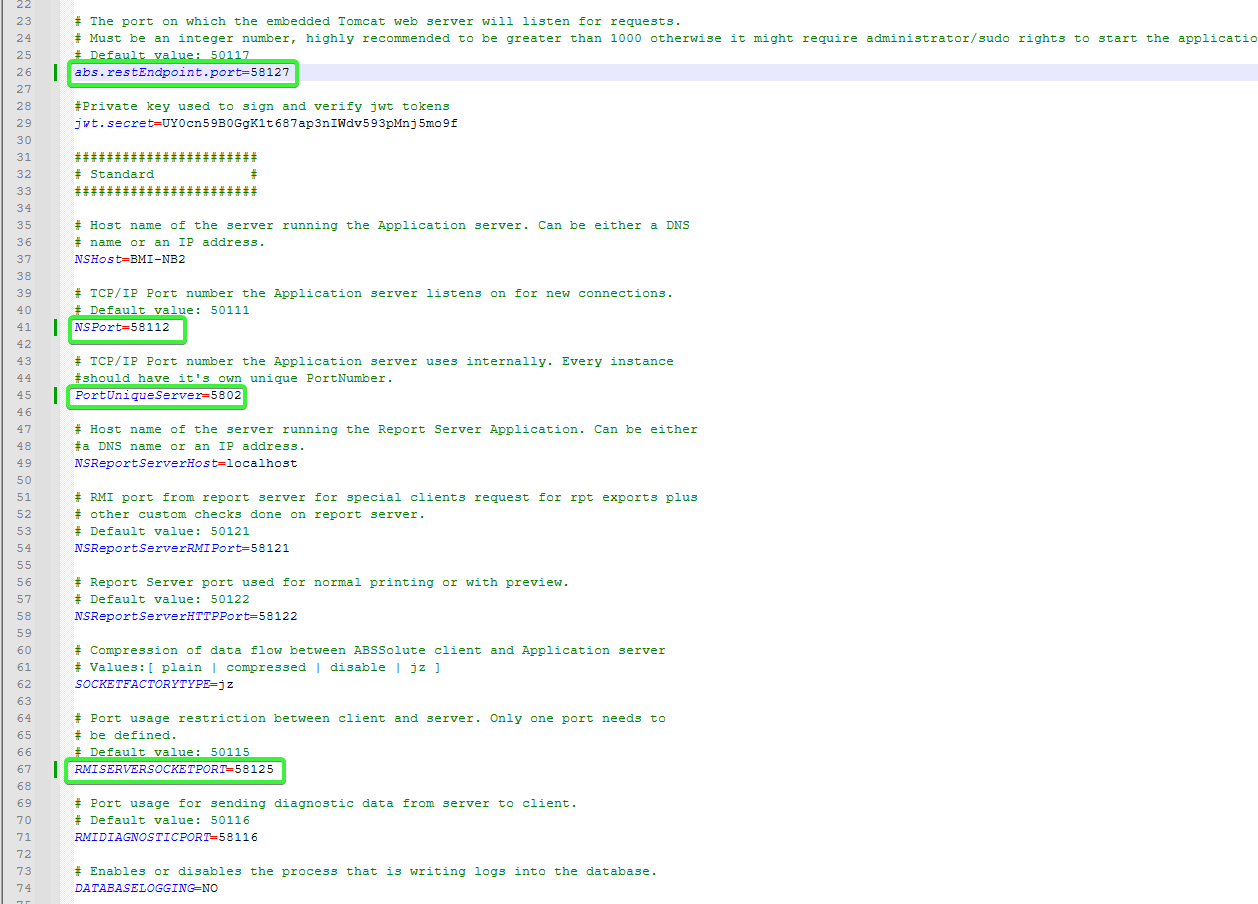 22
23 # The port on which the embedded Tomcat web server will listen for requests.
24 # Must be an integer number, highly recommended to be greater than 1000 otherwise it might require administrator/sudo rights to start the applicatio
25 # Default value: 50117
26 abs.restEndpoint.port=58127
27
28 #Private key used to sign and verify jwt tokens
29 jwt.secret=UY0cn59B0GgK1t687ap3nIWdv593pMnj5mo9f
30
31 #######################
32 # Standard            #
33 #######################
34
35 # Host name of the server running the Application server. Can be either a DNS
36 # name or an IP address.
37 NSHost=BMI-NB2
38
39 # TCP/IP Port number the Application server listens on for new connections.
40 # Default value: 50111
41 NSPort=58112
42
43 # TCP/IP Port number the Application server uses internally. Every instance
44 #should have it's own unique PortNumber.
45 PortUniqueServer=5802
46
47 # Host name of the server running the Report Server Application. Can be either
48 #a DNS name or an IP address.
49 NSReportServerHost=localhost
50
51 # RMI port from report server for special clients request for rpt exports plus
52 # other custom checks done on report server.
53 # Default value: 50121
54 NSReportServerRMIPort=58121
55
56 # Report Server port used for normal printing or with preview.
57 # Default value: 50122
58 NSReportServerHTTPPort=58122
59
60 # Compression of data flow between ABSSolute client and Application server
61 # Values:[ plain | compressed | disable | jz ]
62 SOCKETFACTORYTYPE=jz
63
64 # Port usage restriction between client and server. Only one port needs to
65 # be defined.
66 # Default value: 50115
67 RMISERVERSOCKETPORT=58125
68
69 # Port usage for sending diagnostic data from server to client.
70 # Default value: 50116
71 RMIDIAGNOSTICPORT=58116
72
73 # Enables or disables the process that is writing logs into the database.
74 DATABASELOGGING=NO